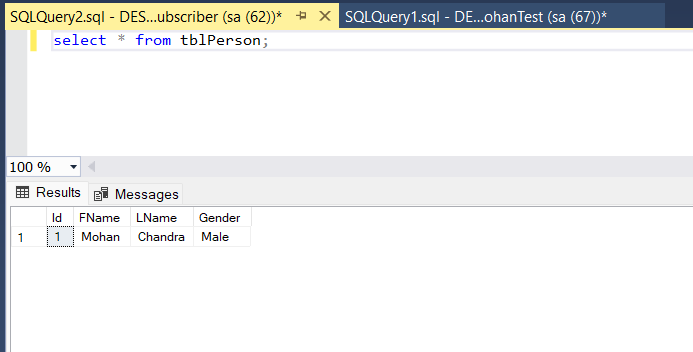 SQLQuery2.sql - DES...ubscriber (sa (62))* SQLQuery1.sql - DE...ohanTest (sa (67))*
select * from tblPerson;
100 %
Results Messages
Id FName LName Gender
1 1 Mohan Chandra Male